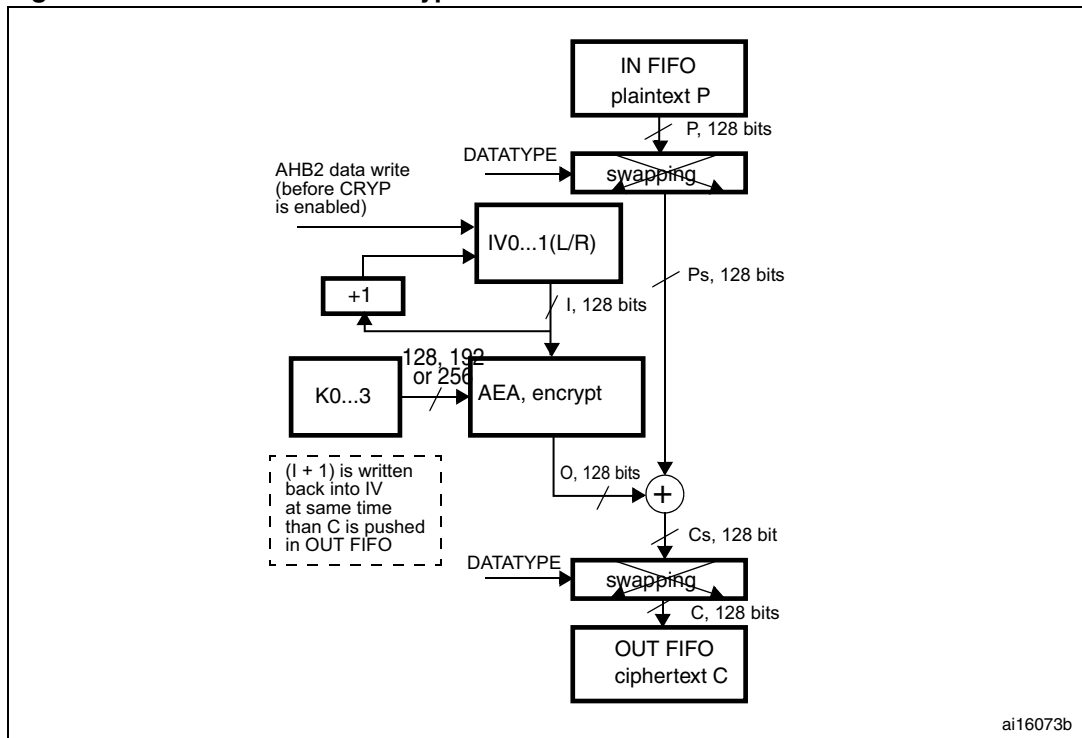 IN FIFO
plaintext P
P, 128 bits
DATATYPE
swapping
AHB2 data write
(before CRYP
is enabled)
IV0...1(L/R)
Ps, 128 bits
+1
I, 128 bits
128, 192
or 256
K0...3
AEA, encrypt
(I + 1) is written
back into IV
at same time
than C is pushed
in OUT FIFO
O, 128 bits
+
Cs, 128 bit
DATATYPE
swapping
C, 128 bits
OUT FIFO
ciphertext C
ai16073b